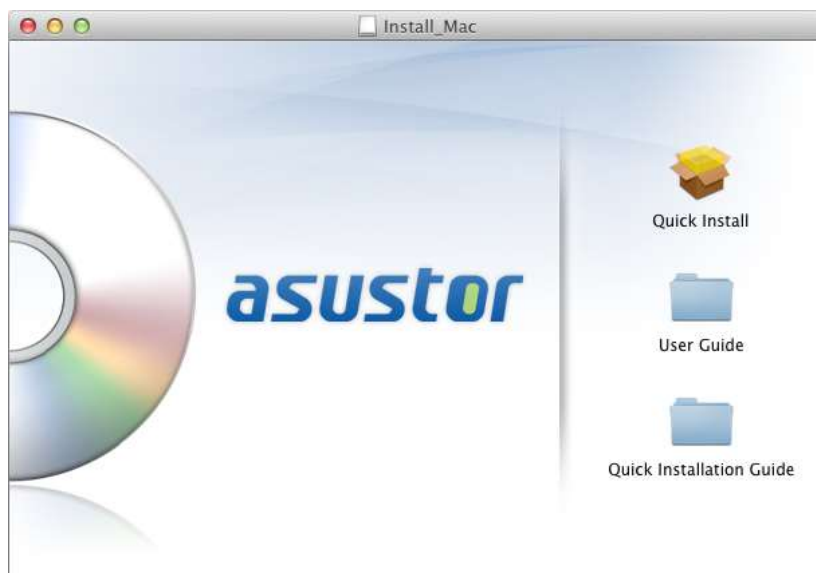 Install_Mac
asustor
Quick Install
User Guide
Quick Installation Guide